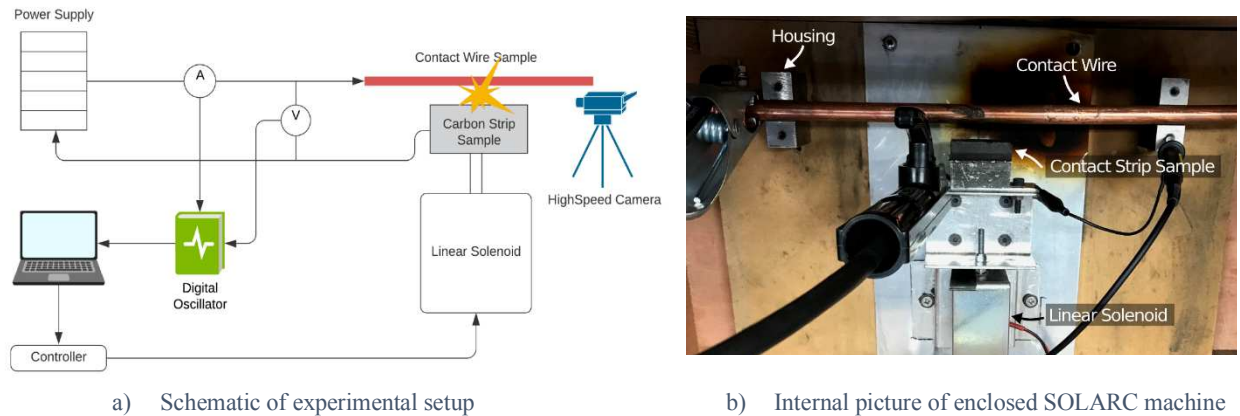 Power Supply
A
V
Contact Wire Sample
Carbon Strip
Sample
HighSpeed Camera
Linear Solenoid
Digital
Oscillator
Controller
a) Schematic of experimental setup
Housing
Contact Wire
Contact Strip Sample
Linear Solenoid
b) Internal picture of enclosed SOLARC machine